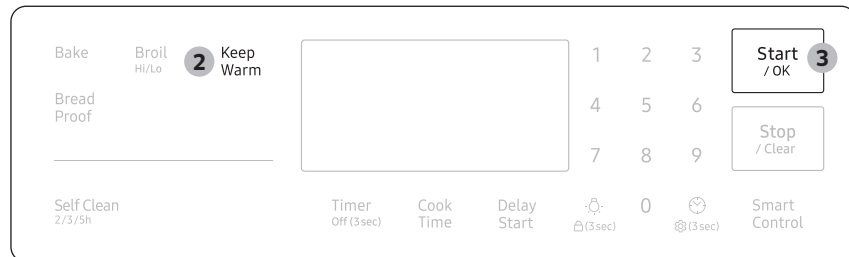 Bake
Broil
Hi/Lo
2
Keep
Warm
1 2 3
Start
/ OK
3
Bread
Proof
4 5 6
Stop
/ Clear
7 8 9
Self Clean
2/3/5h
Timer
Off (3 sec)
Cook
Time
Delay
Start
(3 sec)
0
(3 sec)
Smart
Control